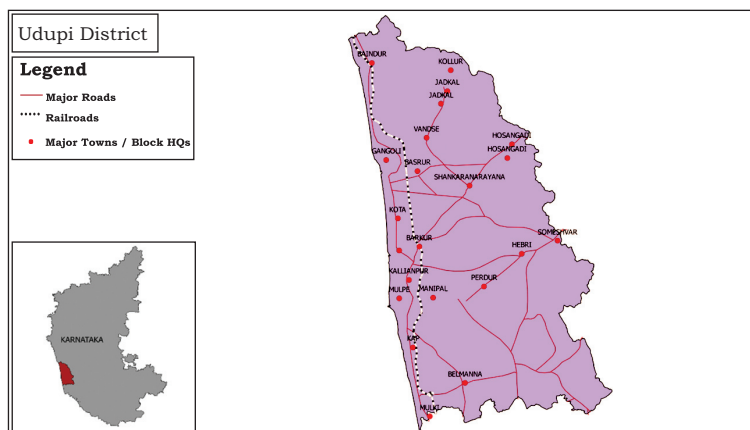 Udupi District
Legend
Major Roads
Railroads
Major Towns / Block HQs
KARNATAKA
BAINDUR
KOLLUR
JADKAL
JADKAL
VANDSE
HOSANGADI
HOSANGADI
GANGOLI
BASRUR
SHANKARANARAYANA
KOTA
BARKUR
SOMESHVAR
HEBRI
KALLIANPUR
PERDUR
MULPE
MANIPAL
KAP
BELMANNA
MULKI